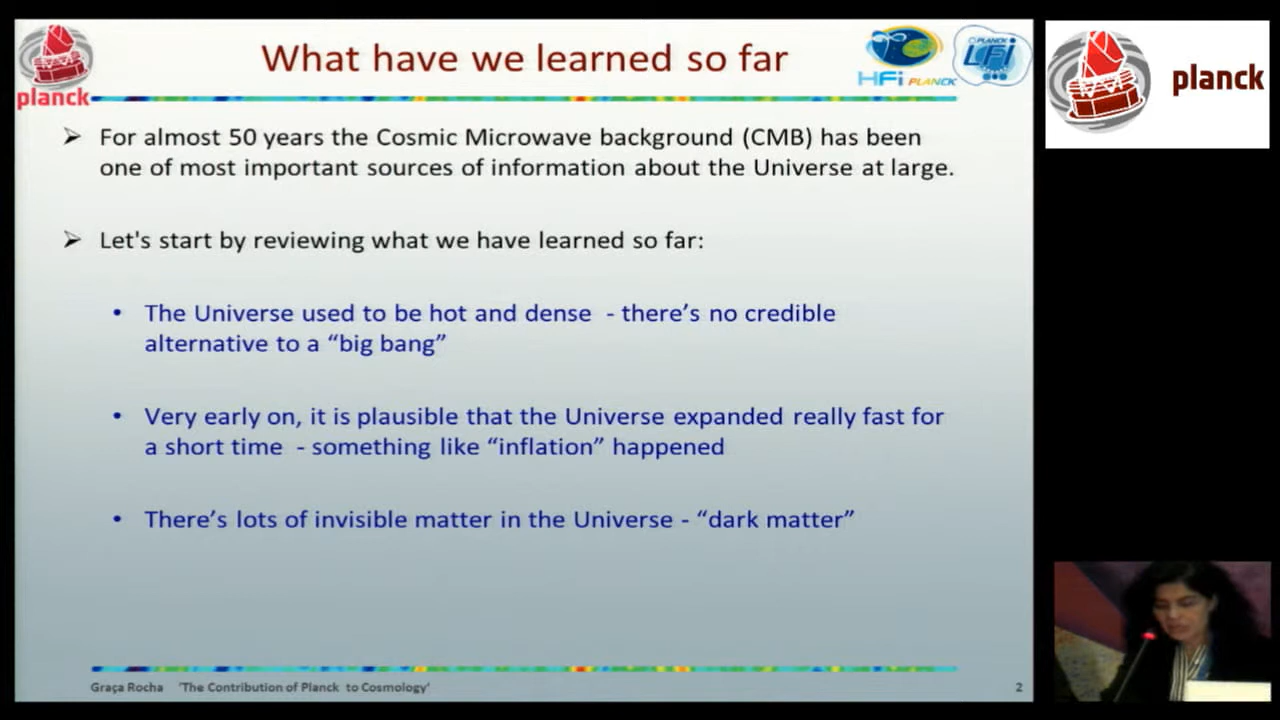 What have we learned so far
planck
HFi PLANCK
PLANCK
LFi
planck
For almost 50 years the Cosmic Microwave background (CMB) has been
one of most important sources of information about the Universe at large.
Let's start by reviewing what we have learned so far:
The Universe used to be hot and dense - there’s no credible
alternative to a “big bang”
Very early on, it is plausible that the Universe expanded really fast for
a short time - something like “inflation” happened
There’s lots of invisible matter in the Universe - “dark matter”
Graça Rocha 'The Contribution of Planck to Cosmology'
2